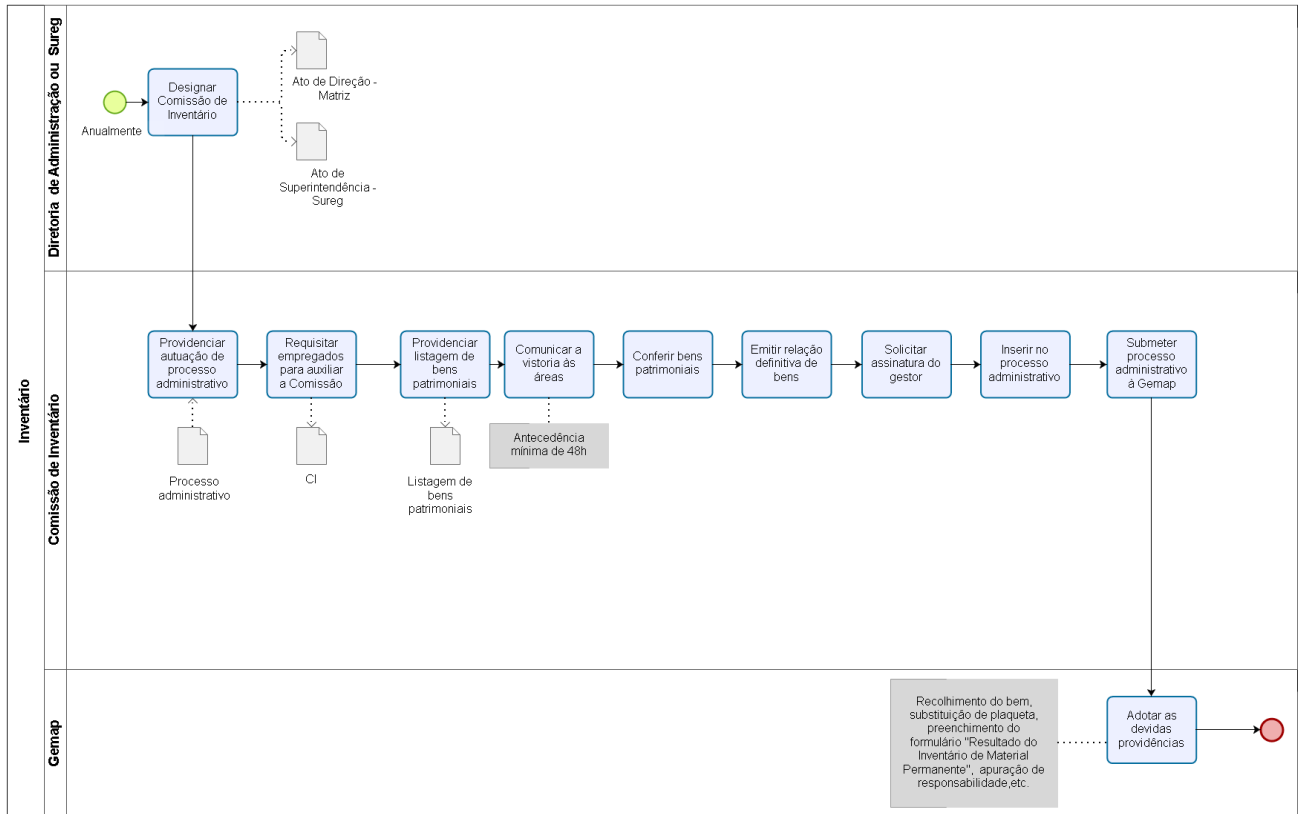 Inventário
Diretoria de Administração ou Sureg
Anualmente
Designar
Comissão de
Inventário
Ato de Direção -
Matriz
Ato de
Superintendência -
Sureg
Comissão de Inventário
Providenciar
autuação de
processo
administrativo
Processo
administrativo
Requisitar
empregados
para auxiliar
a Comissão
CI
Providenciar
listagem de
bens
patrimoniais
Listagem de
bens
patrimoniais
Comunicar a
vistoria às
áreas
Antecedência
mínima de 48h
Conferir bens
patrimoniais
Emitir relação
definitiva de
bens
Solicitar
assinatura do
gestor
Inserir no
processo
administrativo
Submeter
processo
administrativo
à Gemap
Gemap
Recolhimento do bem,
substituição de plaqueta,
preenchimento do
formulário "Resultado do
Inventário de Material
Permanente", apuração de
responsabilidade,etc.
Adotar as
devidas
providências